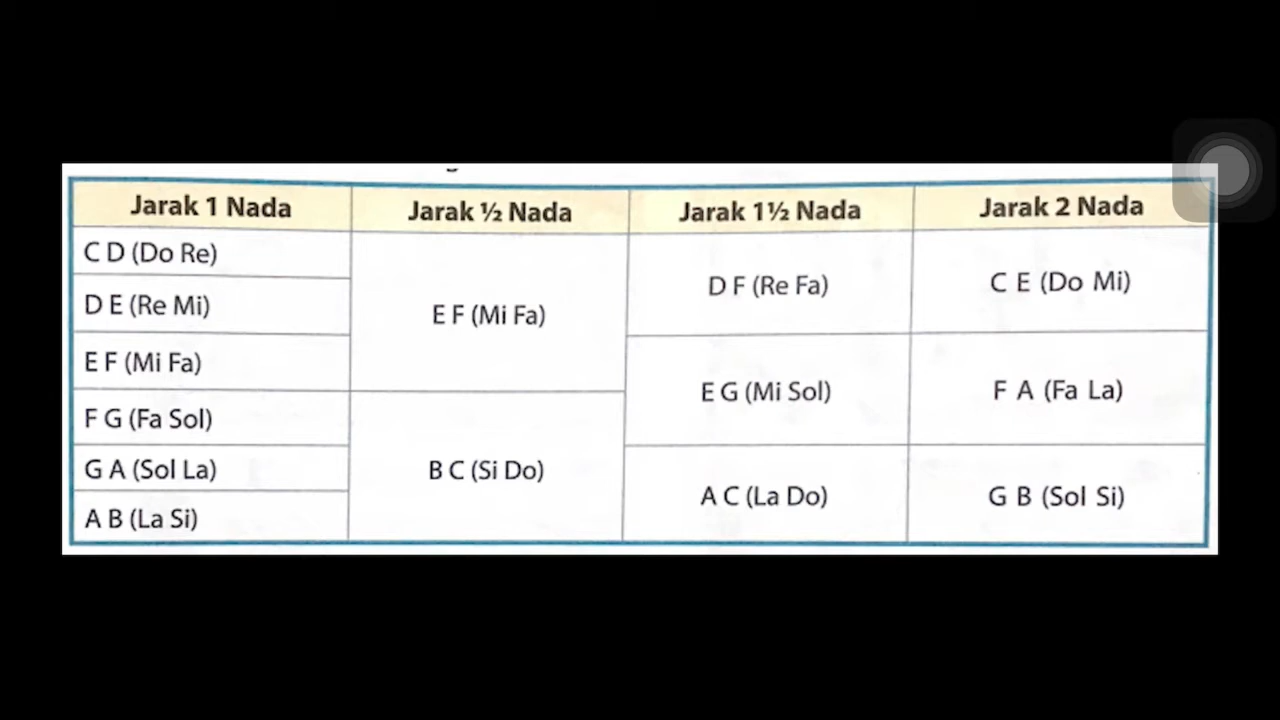 Jarak 1 Nada
Jarak ½ Nada
Jarak 1½ Nada
Jarak 2 Nada
C D (Do Re)
D E (Re Mi)
E F (Mi Fa)
F G (Fa Sol)
G A (Sol La)
A B (La Si)
E F (Mi Fa)
B C (Si Do)
D F (Re Fa)
E G (Mi Sol)
A C (La Do)
C E (Do Mi)
F A (Fa La)
G B (Sol Si)